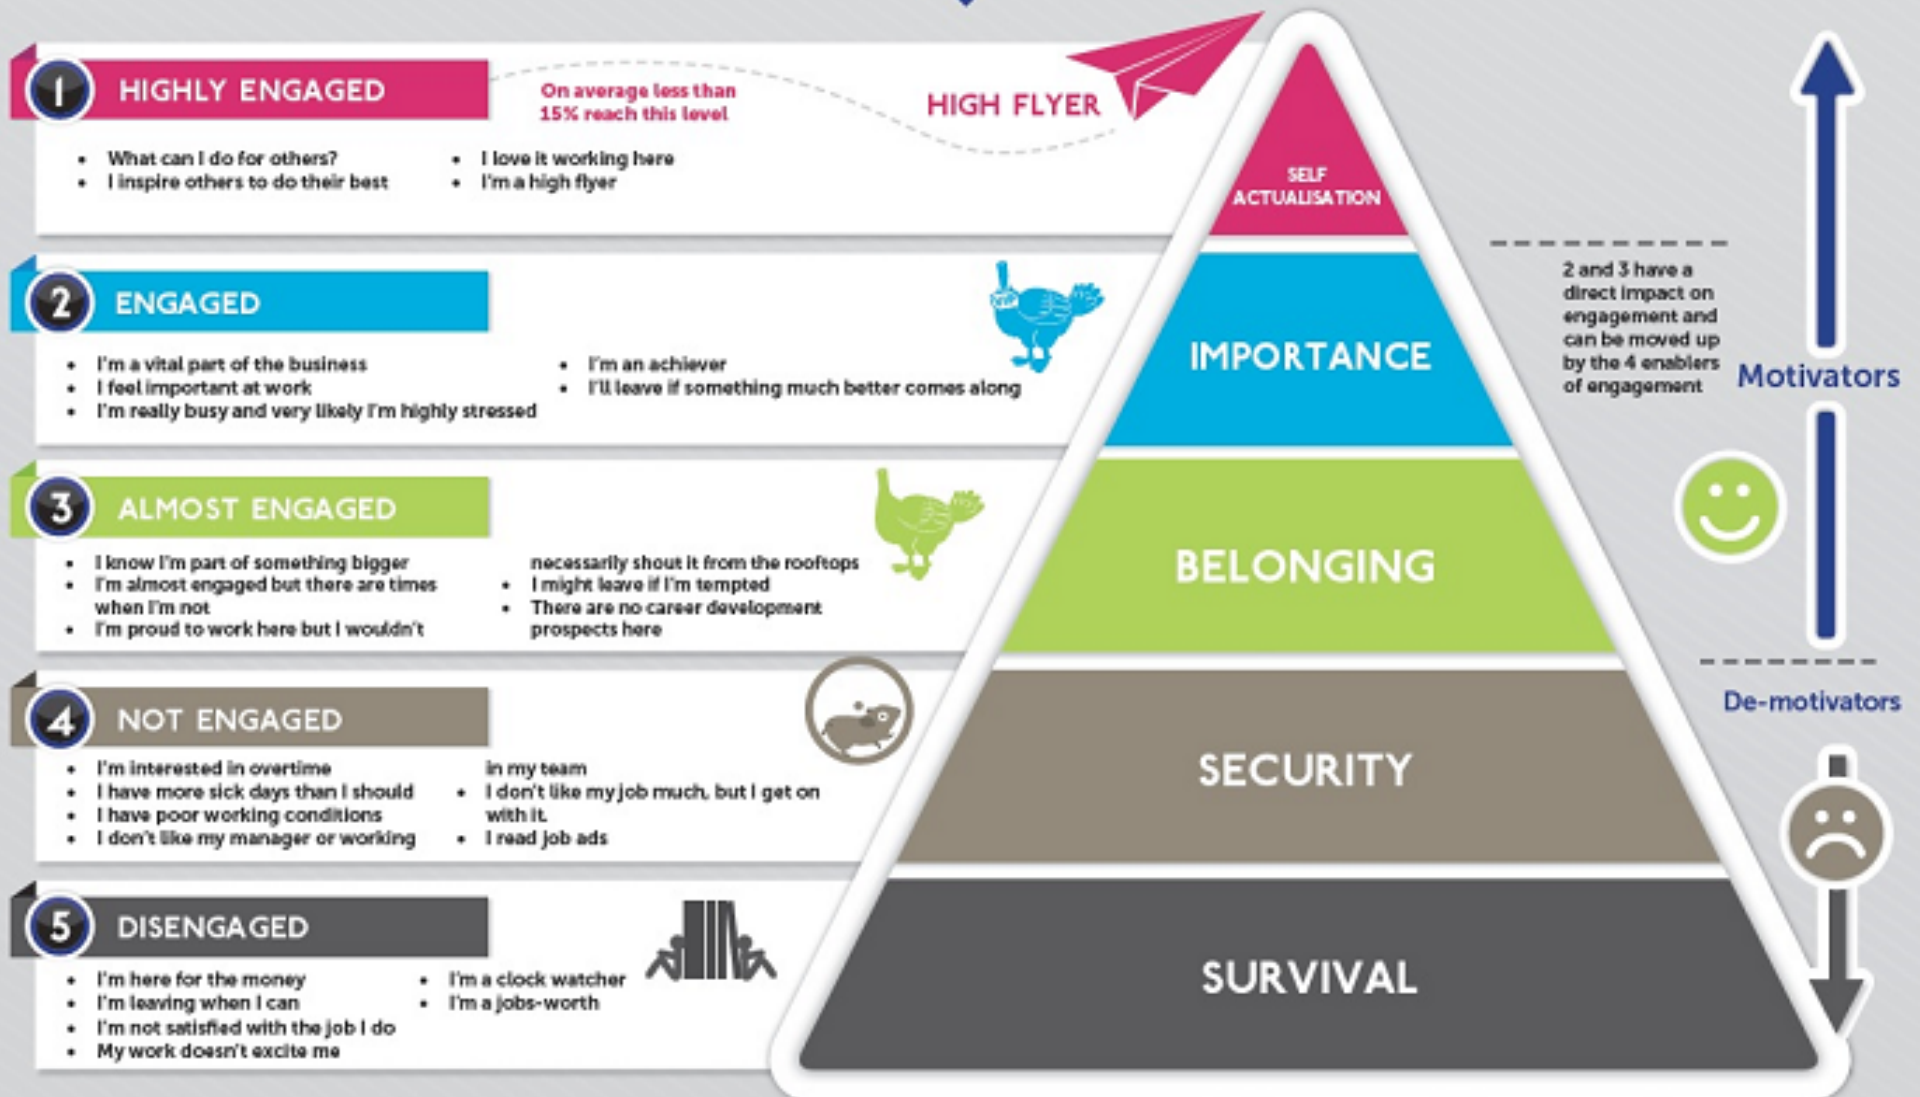 1 HIGHLY ENGAGED
On average less than
15% reach this level
HIGH FLYER
• What can I do for others?
• I inspire others to do their best
• I love it working here
• I'm a high flyer
SELF
ACTUALISATION
2 ENGAGED
• I'm a vital part of the business
• I feel important at work
• I'm really busy and very likely I'm highly stressed
• I'm an achiever
• I'll leave if something much better comes along
IMPORTANCE
2 and 3 have a
direct impact on
engagement and
can be moved up
by the 4 enablers
of engagement
Motivators
3 ALMOST ENGAGED
• I know I'm part of something bigger
• I'm almost engaged but there are times
when I'm not
• I'm proud to work here but I wouldn't
necessarily shout it from the rooftops
• I might leave if I'm tempted
• There are no career development
prospects here
BELONGING
De-motivators
4 NOT ENGAGED
• I'm interested in overtime
• I have more sick days than I should
• I have poor working conditions
• I don't like my manager or working
in my team
• I don't like my job much, but I get on
with it.
• I read job ads
SECURITY
5 DISENGAGED
• I'm here for the money
• I'm leaving when I can
• I'm not satisfied with the job I do
• My work doesn't excite me
• I'm a clock watcher
• I'm a jobs-worth
SURVIVAL